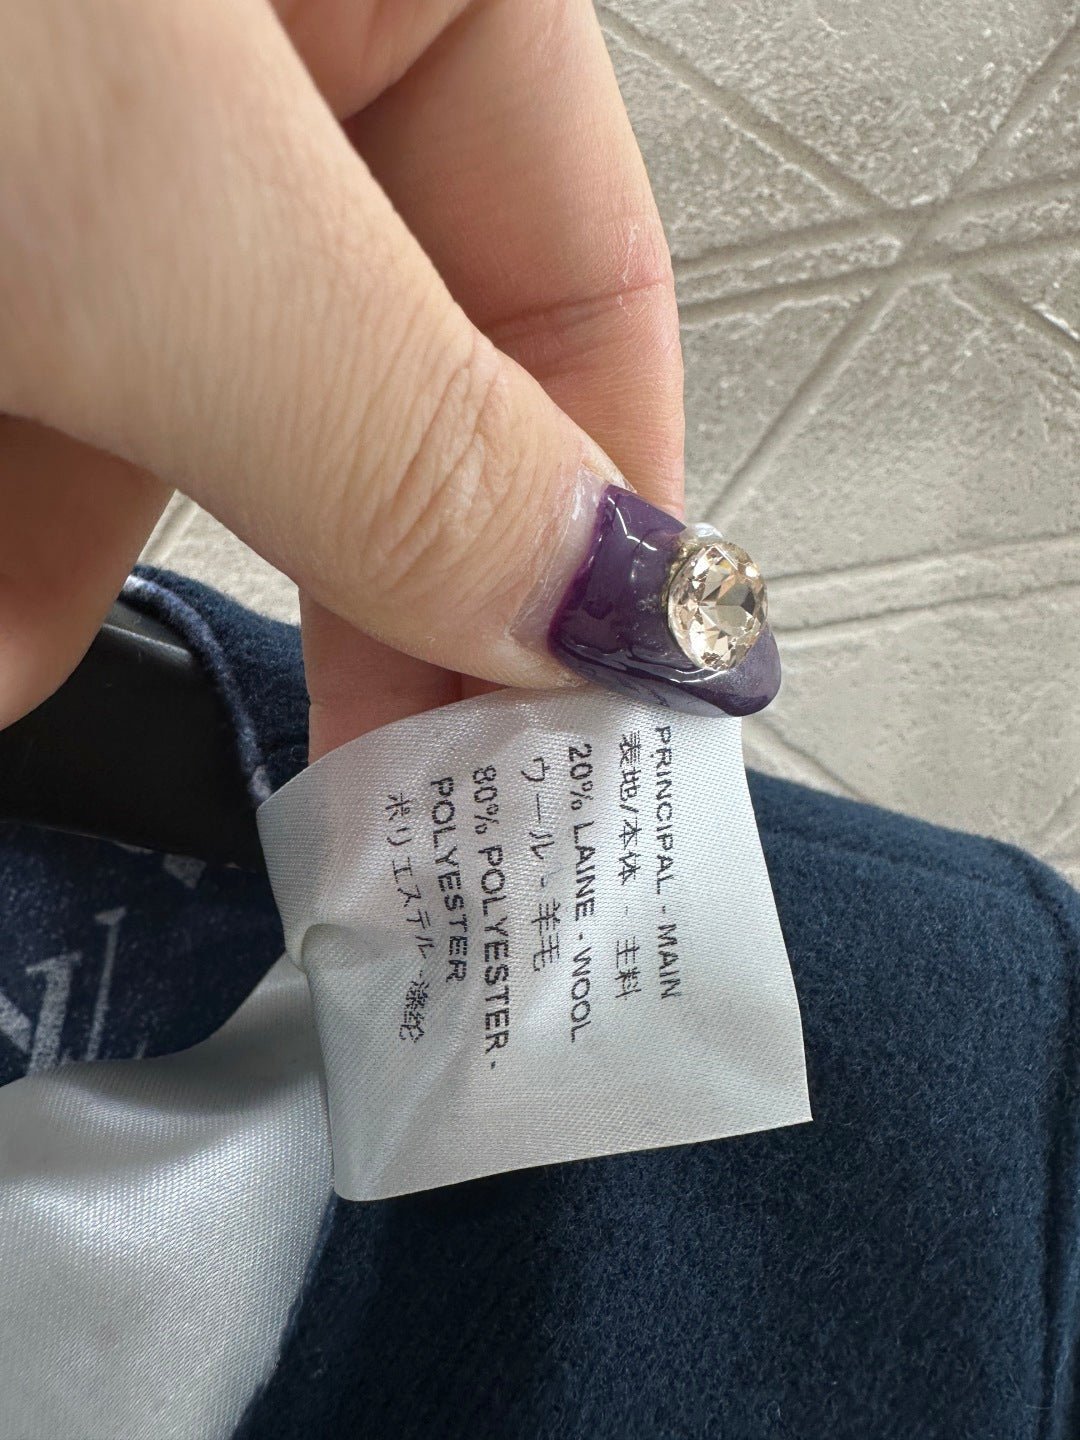 PRINCIPAL - MAIN
表地/本体 - 主料
20% LAINE - WOOL
ウール - 羊毛
80% POLYESTER -
POLYESTER
ポリエステル - 涤纶
LV